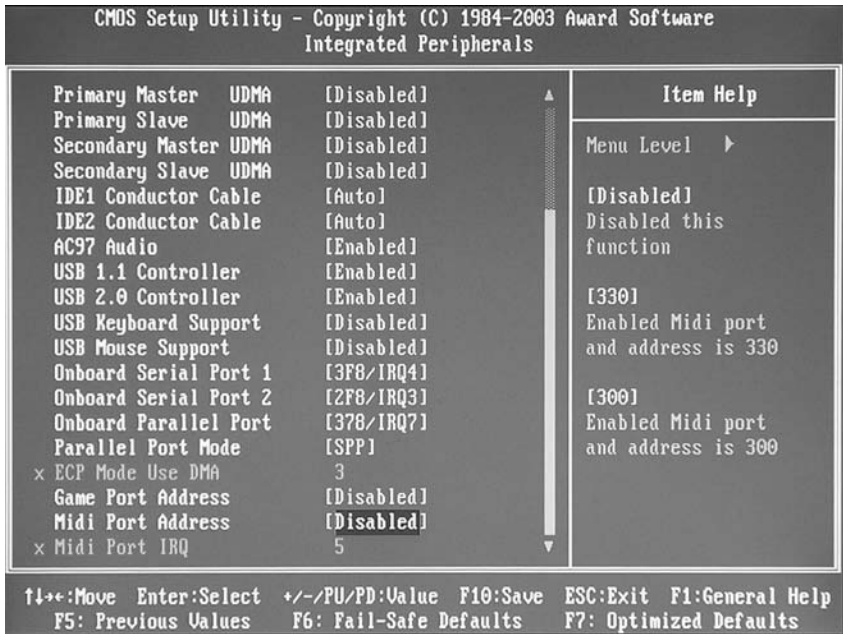 CMOS Setup Utility - Copyright (C) 1984-2003 Award Software
Integrated Peripherals
Primary Master UDMA [Disabled]
Primary Slave UDMA [Disabled]
Secondary Master UDMA [Disabled]
Secondary Slave UDMA [Disabled]
IDE1 Conductor Cable [Auto]
IDE2 Conductor Cable [Auto]
AC97 Audio [Enabled]
USB 1.1 Controller [Enabled]
USB 2.0 Controller [Enabled]
USB Keyboard Support [Disabled]
USB Mouse Support [Disabled]
Onboard Serial Port 1 [3F8/IRQ4]
Onboard Serial Port 2 [2F8/IRQ3]
Onboard Parallel Port [378/IRQ7]
Parallel Port Mode [SPP]
x ECP Mode Use DMA 3
Game Port Address [Disabled]
Midi Port Address [Disabled]
x Midi Port IRQ 5
Item Help
Menu Level
[Disabled]
Disabled this
function
[330]
Enabled Midi port
and address is 330
[300]
Enabled Midi port
and address is 300
↑↓→←:Move Enter:Select +/-/PU/PD:Value F10:Save ESC:Exit F1:General Help
F5: Previous Values F6: Fail-Safe Defaults F7: Optimized Defaults